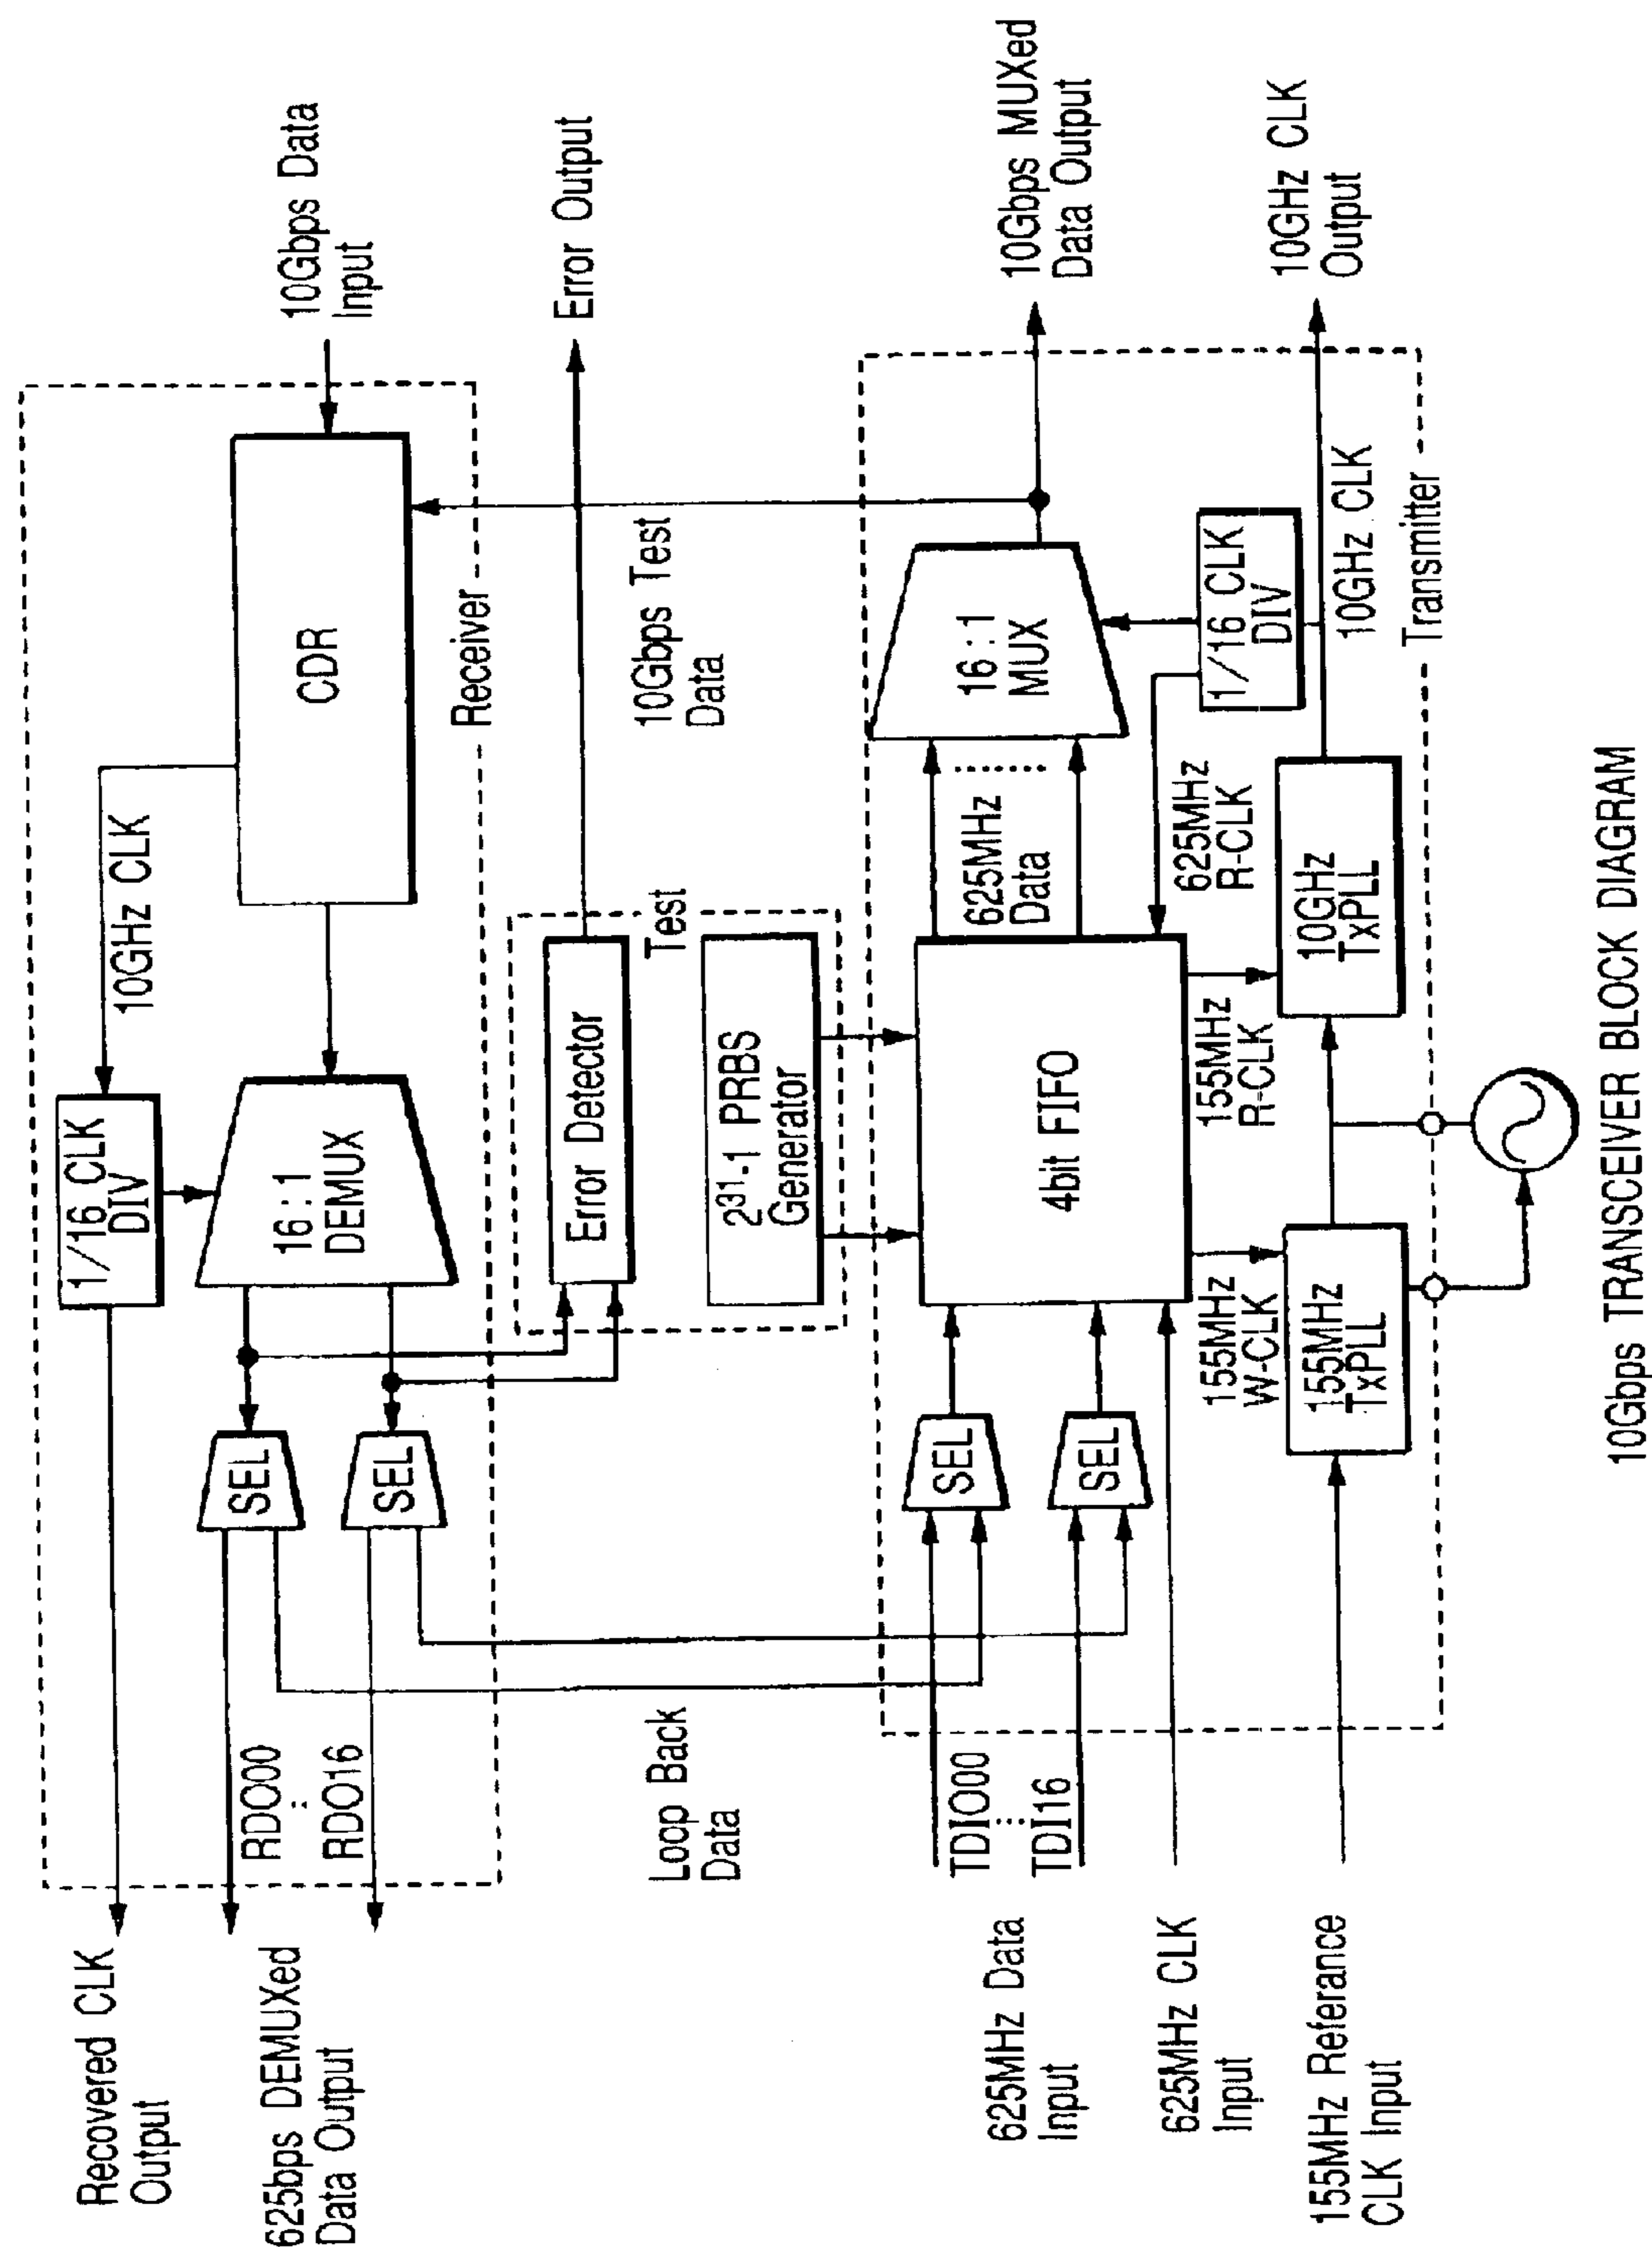 Recovered CLK
Output
625bps DEMUXed
Data Output
RDO00
RDO16
1/16 CLK
DIV
10GHz CLK
16:1
DEMUX
SEL
SEL
CDR
Receiver
10Gbps Data
Input
Error Output
Error Detector
Test
2³¹-1 PRBS
Generator
10Gbps Test
Data
Loop Back
Data
625MHz Data
Input
TDIO000
TDI16
SEL
SEL
4bit FIFO
625MHz
Data
16:1
MUX
10Gbps MUXed
Data Output
625MHz CLK
Input
155MHz
W-CLK
155MHz
R-CLK
625MHz
R-CLK
1/16 CLK
DIV
155MHz Referance
CLK Input
155MHz
TxPLL
10GHz
TxPLL
10GHz CLK
Transmitter
10GHz CLK
Output
10Gbps TRANSCEIVER BLOCK DIAGRAM